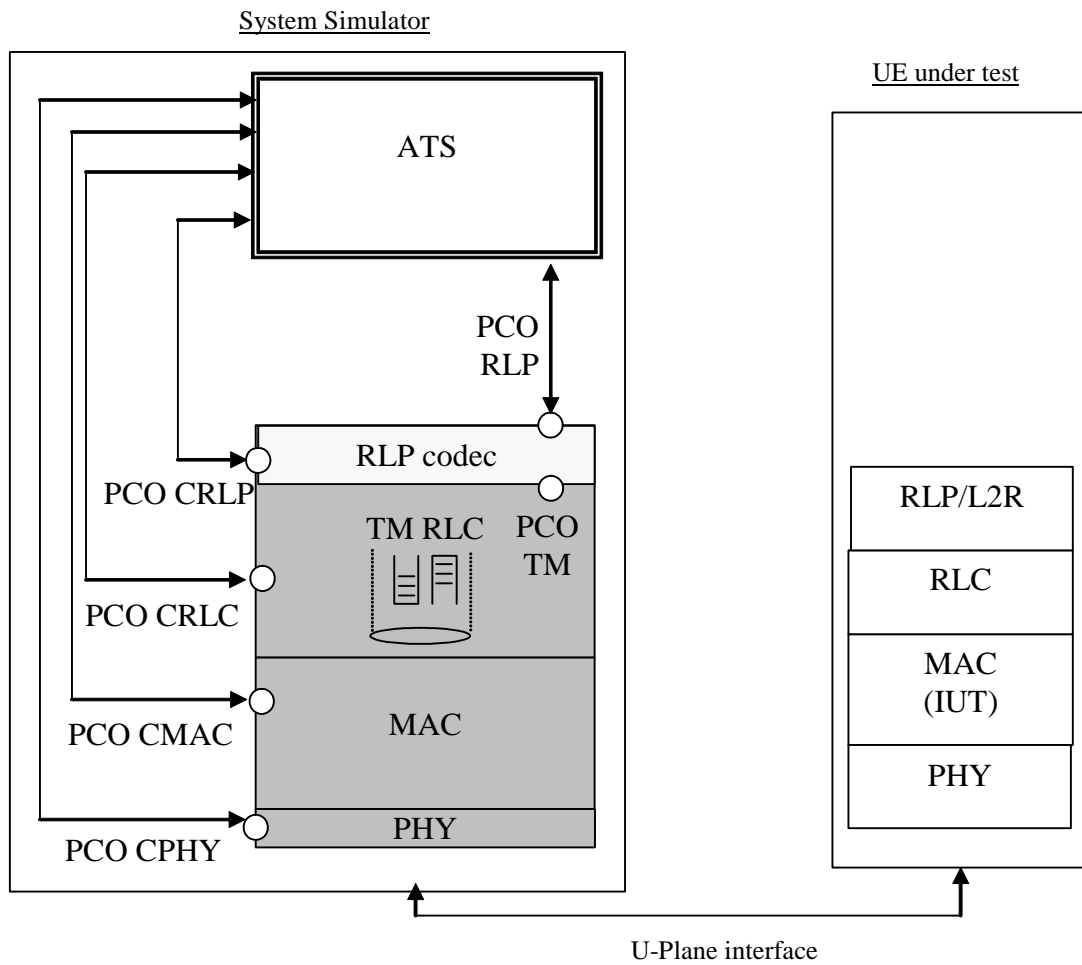 System Simulator
UE under test
ATS
PCO
RLP
RLP codec
PCO CRLP
TM RLC
PCO
TM
PCO CRLC
MAC
PCO CMAC
PHY
PCO CPHY
RLP/L2R
RLC
MAC
(IUT)
PHY
U-Plane interface